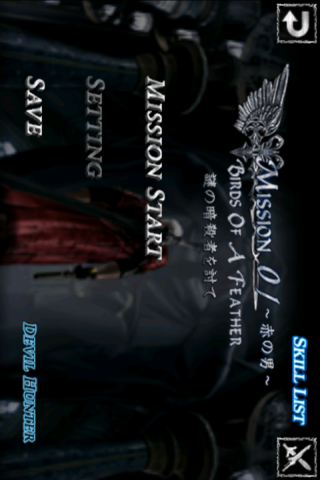 Mission 01 ～赤の男～
Birds Of A Feather
謎の暗殺者を討て
Skill List
Mission Start
Setting
Save
Devil Hunter